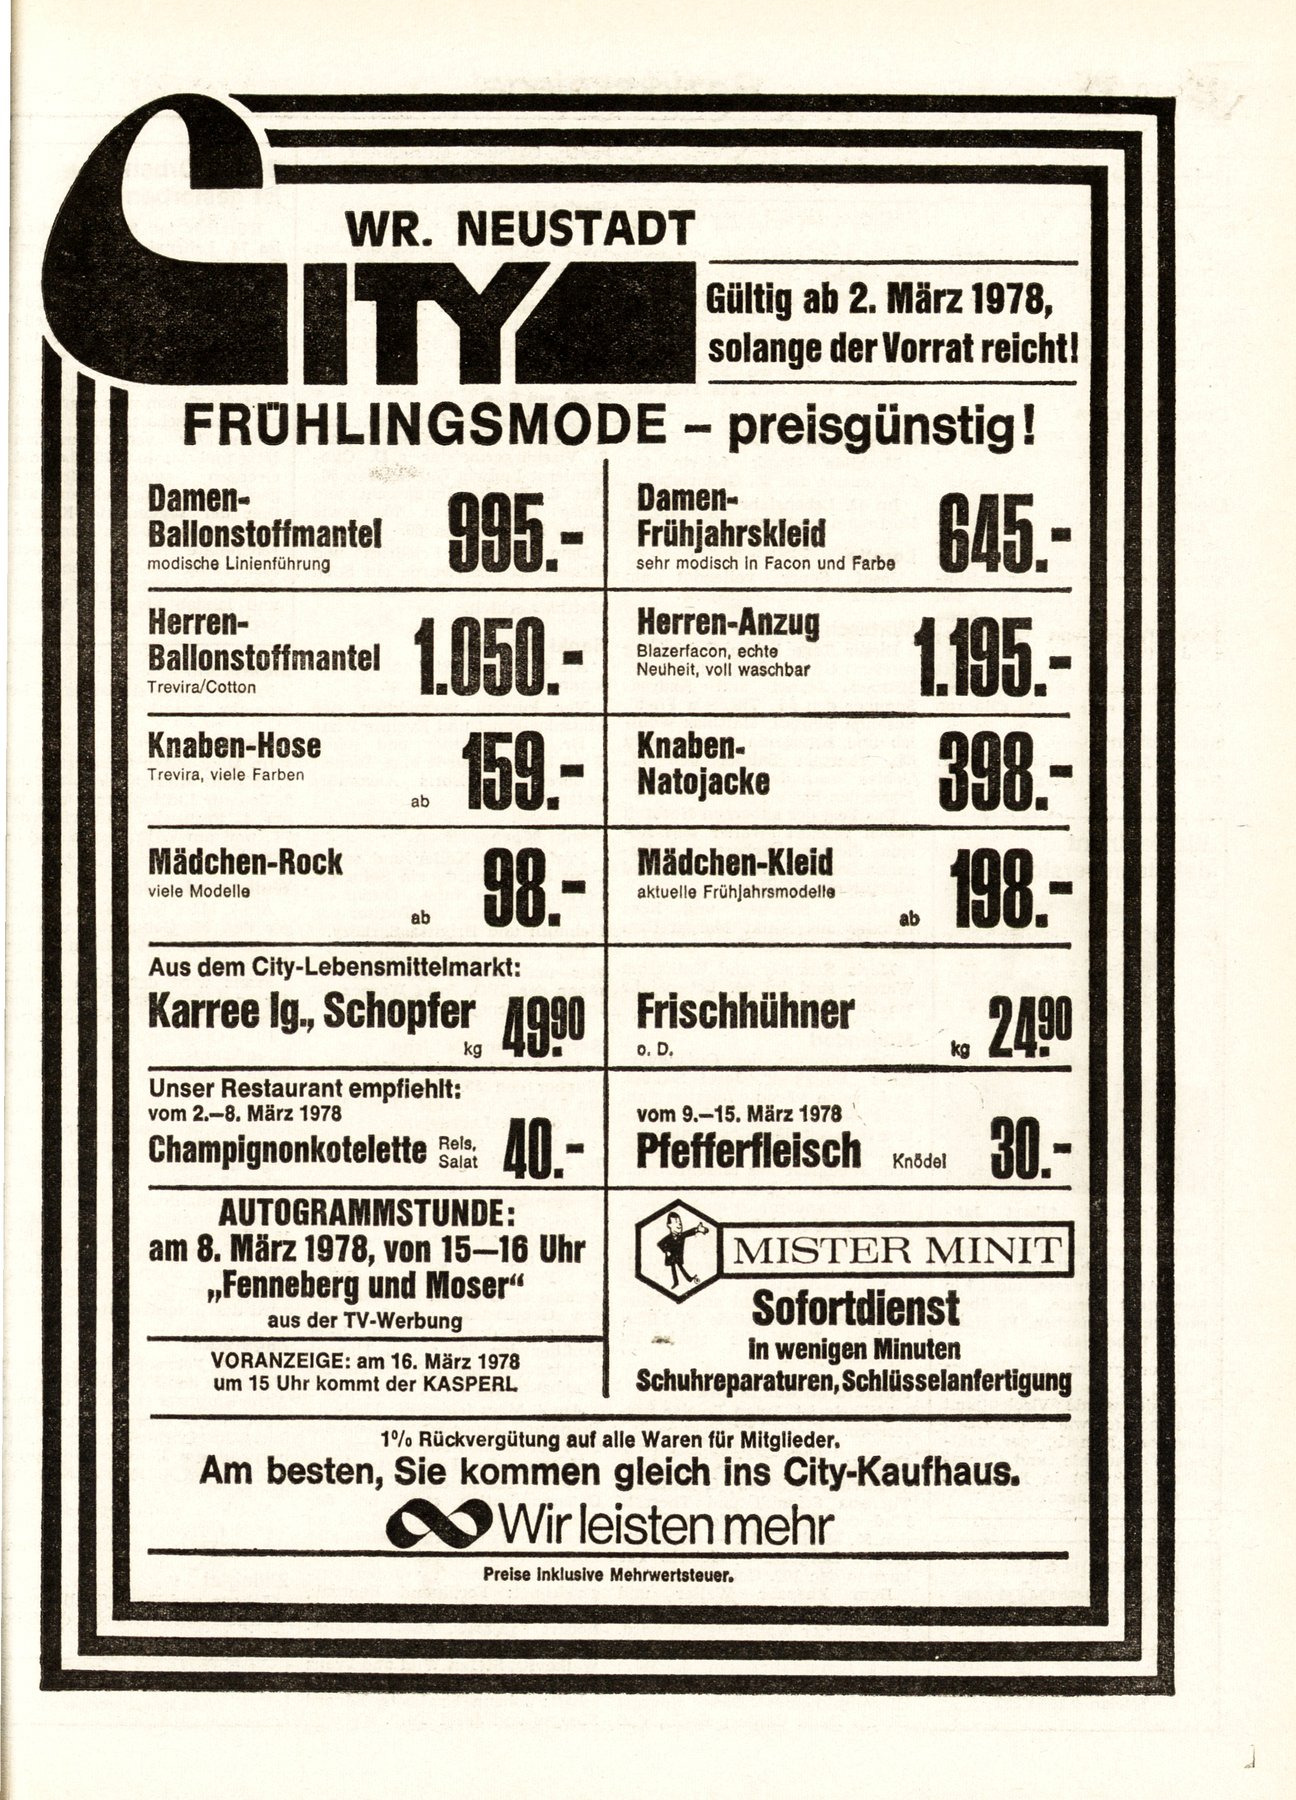 WR. NEUSTADT
CITY
Gültig ab 2. März 1978,
solange der Vorrat reicht!
FRÜHLINGSMODE – preisgünstig!
Damen-
Ballonstoffmantel
modische Linienführung
995.-
Damen-
Frühjahrskleid
sehr modisch in Facon und Farbe
645.-
Herren-
Ballonstoffmantel
Trevira/Cotton
1.050.-
Herren-Anzug
Blazerfacon, echte
Neuheit, voll waschbar
1.195.-
Knaben-Hose
Trevira, viele Farben
ab 159.-
Knaben-
Natojacke
398.-
Mädchen-Rock
viele Modelle
ab 98.-
Mädchen-Kleid
aktuelle Frühjahrsmodelle
ab 198.-
Aus dem City-Lebensmittelmarkt:
Karree lg., Schopfer
kg 49.90
Frischhühner
o. D.
kg 24.90
Unser Restaurant empfiehlt:
vom 2.–8. März 1978
Champignonkotelette Reis, Salat 40.-
vom 9.–15. März 1978
Pfefferfleisch Knödel 30.-
AUTOGRAMMSTUNDE:
am 8. März 1978, von 15–16 Uhr
„Fenneberg und Moser“
aus der TV-Werbung
VORANZEIGE: am 16. März 1978
um 15 Uhr kommt der KASPERL
MISTER MINIT
Sofortdienst
in wenigen Minuten
Schuhreparaturen, Schlüsselanfertigung
1% Rückvergütung auf alle Waren für Mitglieder.
Am besten, Sie kommen gleich ins City-Kaufhaus.
Wir leisten mehr
Preise inklusive Mehrwertsteuer.